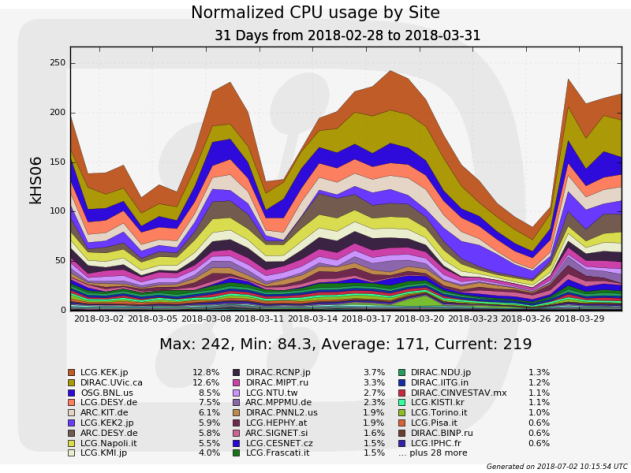 Normalized CPU usage by Site
31 Days from 2018-02-28 to 2018-03-31
kHS06
250
200
150
100
50
0
2018-03-02 2018-03-05 2018-03-08 2018-03-11 2018-03-14 2018-03-17 2018-03-20 2018-03-23 2018-03-26 2018-03-29
Max: 242, Min: 84.3, Average: 171, Current: 219
LCG.KEK.jp 12.8% DIRAC.RCNP.jp 3.7% DIRAC.NDU.jp 1.3%
DIRAC.UVic.ca 12.6% DIRAC.MIPT.ru 3.3% DIRAC.IITG.in 1.2%
OSG.BNL.us 8.5% LCG.NTU.tw 2.7% DIRAC.CINVESTAV.mx 1.1%
LCG.DESY.de 7.5% ARC.MPPMU.de 2.3% LCG.KISTI.kr 1.1%
ARC.KIT.de 6.1% DIRAC.PNNL2.us 1.9% LCG.Torino.it 1.0%
LCG.KEK2.jp 5.9% LCG.HEPHY.at 1.9% LCG.Pisa.it 0.6%
ARC.DESY.de 5.8% ARC.SIGNET.si 1.6% DIRAC.BINP.ru 0.6%
LCG.Napoli.it 5.5% LCG.CESNET.cz 1.5% LCG.IPHC.fr 0.6%
LCG.KMI.jp 4.0% LCG.Frascati.it 1.5% ... plus 28 more
Generated on 2018-07-02 10:15:54 UTC